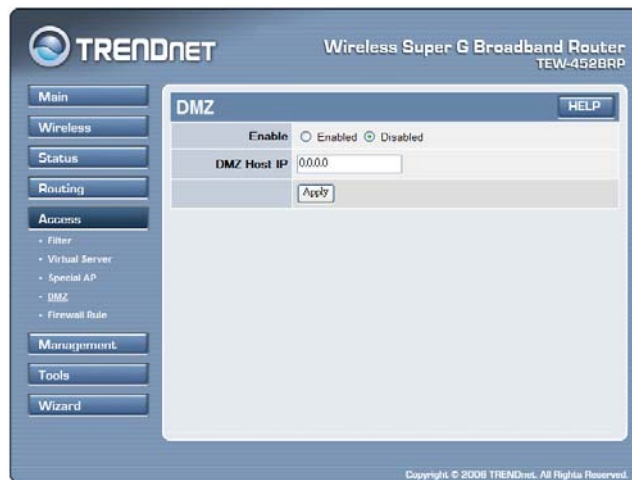 TRENDNET
Wireless Super G Broadband Router
TEW-452BRP
Main
Wireless
Status
Routing
Access
Filter
Virtual Server
Special AP
DMZ
Firewall Rule
Management
Tools
Wizard
DMZ
HELP
Enable Enabled Disabled
DMZ Host IP 0.0.0.0
Apply
Copyright © 2006 TRENDnet. All Rights Reserved.